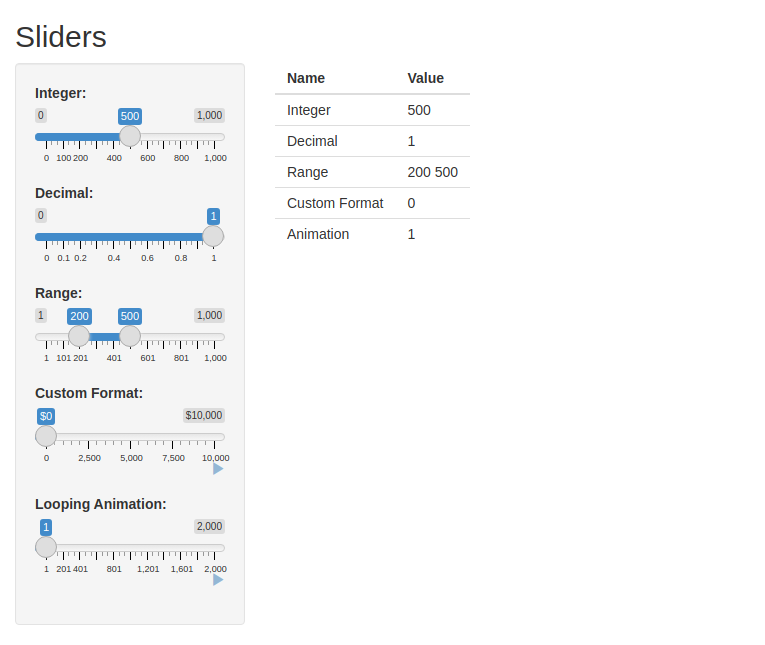 Sliders
Integer:
0 500 1,000
0 100 200 400 600 800 1,000
Decimal:
0 1
0 0.1 0.2 0.4 0.6 0.8 1
Range:
1 200 500 1,000
1 101 201 401 601 801 1,000
Custom Format:
$0 $10,000
0 2,500 5,000 7,500 10,000
Looping Animation:
1 2,000
1 201 401 801 1,201 1,601 2,000
Name Value
Integer 500
Decimal 1
Range 200 500
Custom Format 0
Animation 1